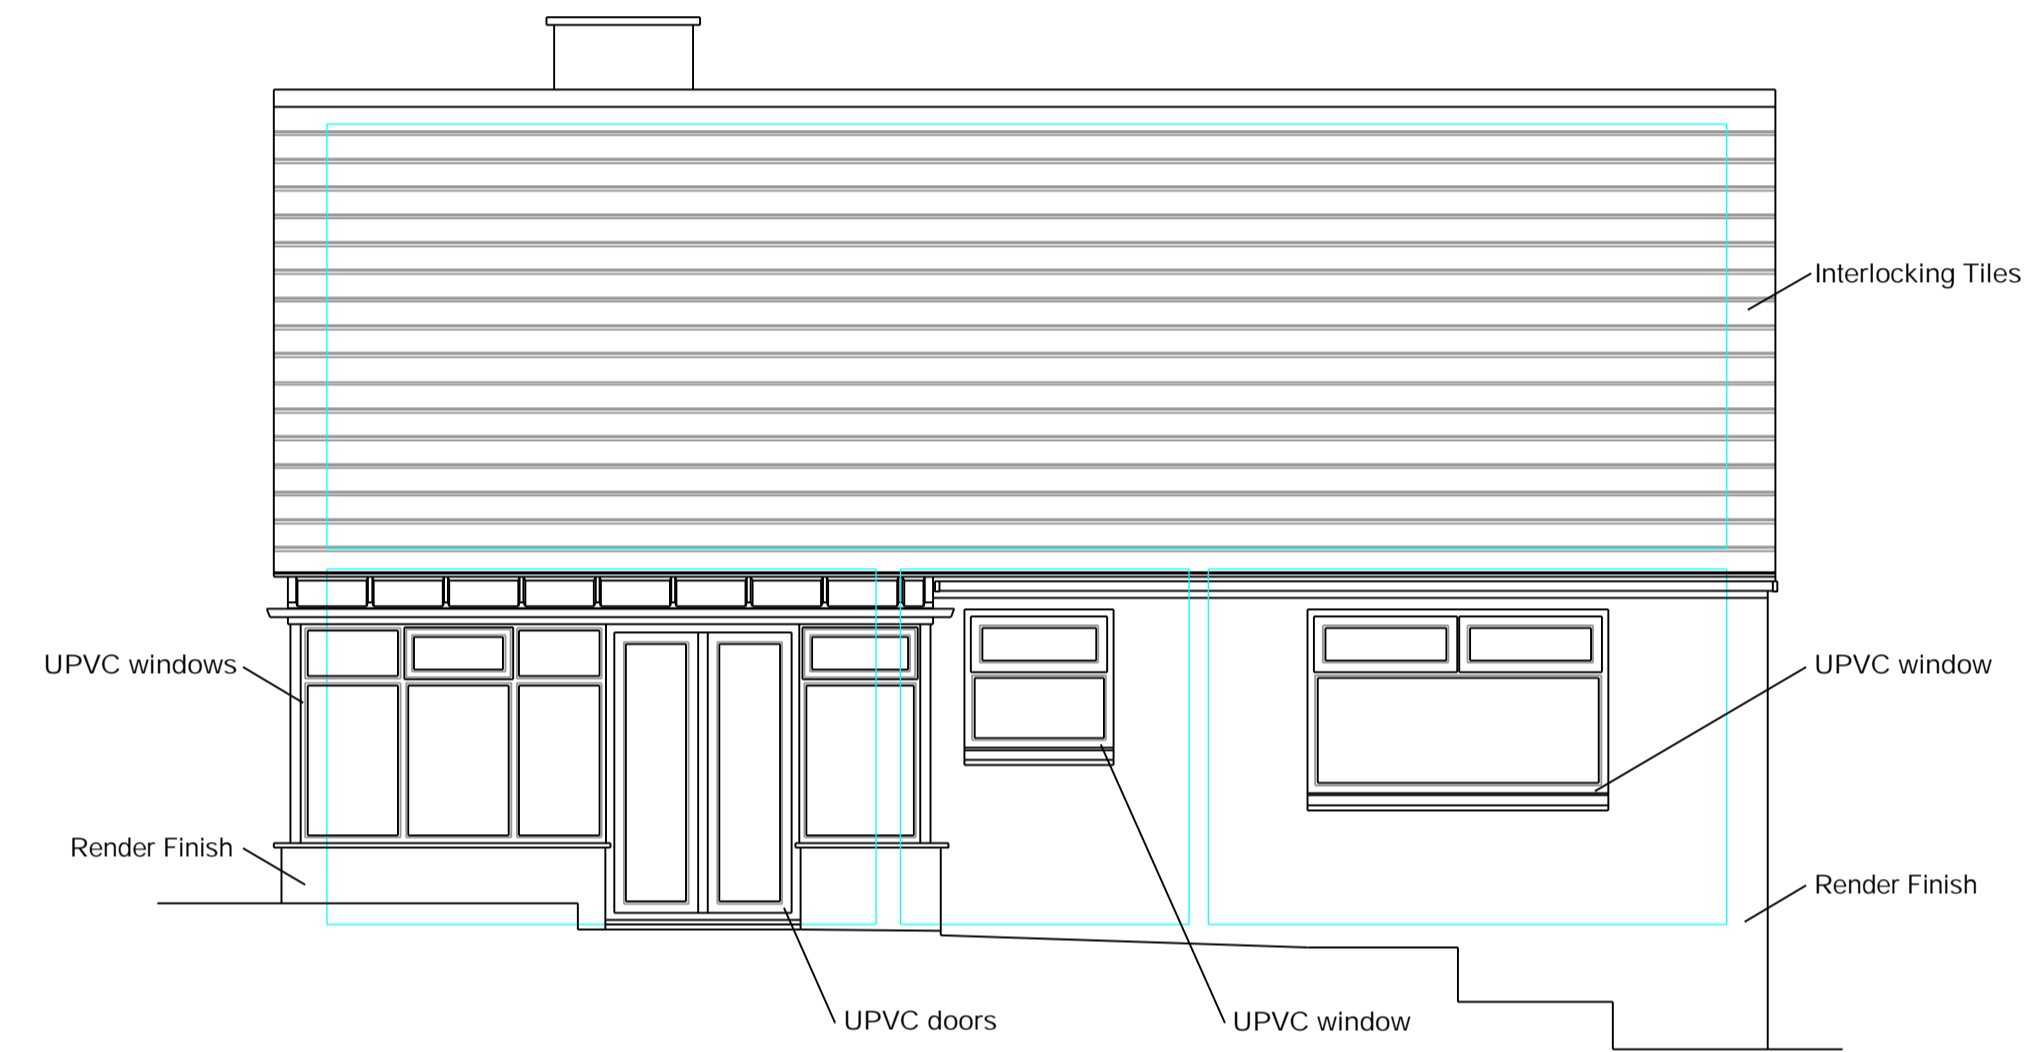 Interlocking Tiles
UPVC windows
UPVC window
Render Finish
Render Finish
UPVC doors
UPVC window